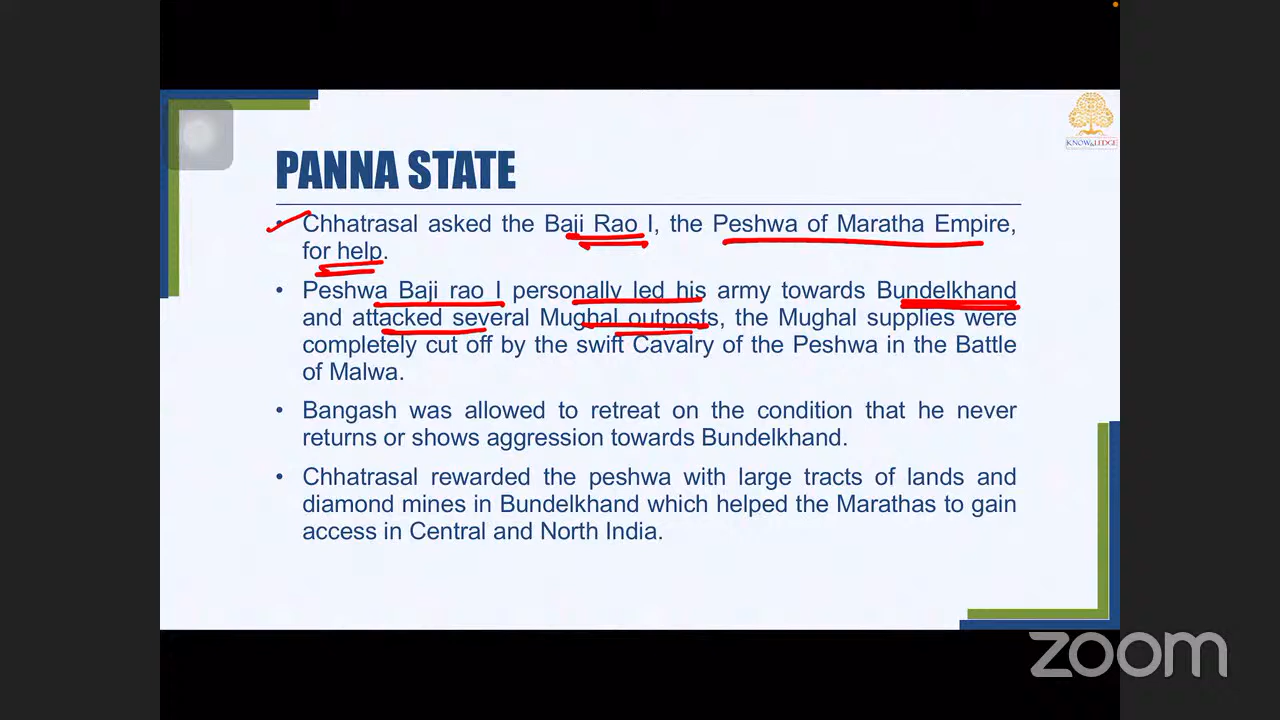 KNOWLEDGE
PANNA STATE
• Chhatrasal asked the Baji Rao I, the Peshwa of Maratha Empire,
for help.
• Peshwa Baji rao I personally led his army towards Bundelkhand
and attacked several Mughal outposts, the Mughal supplies were
completely cut off by the swift Cavalry of the Peshwa in the Battle
of Malwa.
• Bangash was allowed to retreat on the condition that he never
returns or shows aggression towards Bundelkhand.
• Chhatrasal rewarded the peshwa with large tracts of lands and
diamond mines in Bundelkhand which helped the Marathas to gain
access in Central and North India.
zoom